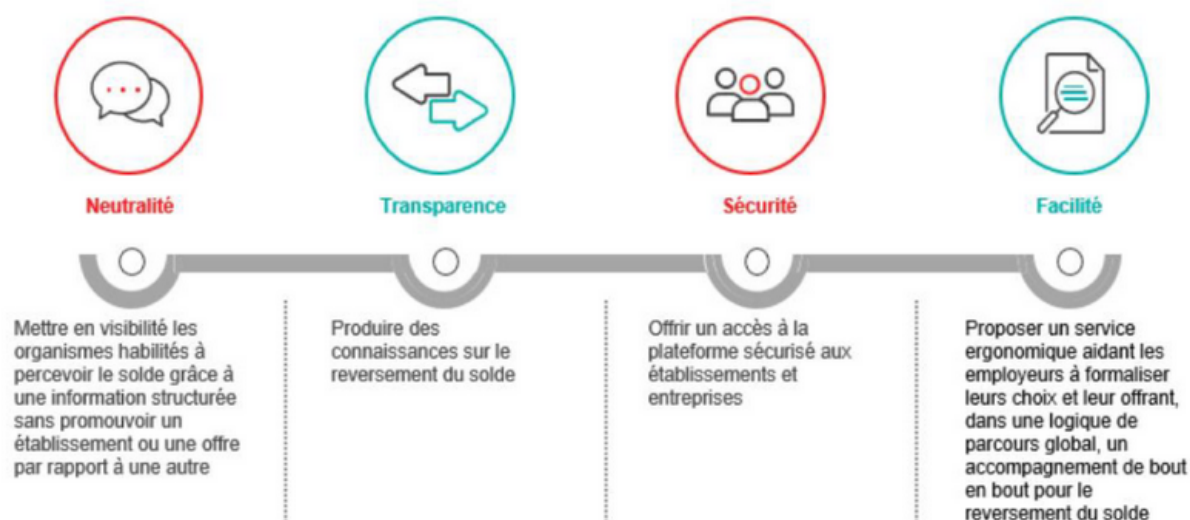 Neutralité
Transparence
Sécurité
Facilité
Mettre en visibilité les
organismes habilités à
percevoir le solde grâce à
une information structurée
sans promouvoir un
établissement ou une offre
par rapport à une autre
Produire des
connaissances sur le
reversement du solde
Offrir un accès à la
plateforme sécurisé aux
établissements et
entreprises
Proposer un service
ergonomique aidant les
employeurs à formaliser
leurs choix et leur offrant,
dans une logique de
parcours global, un
accompagnement de bout
en bout pour le
reversement du solde